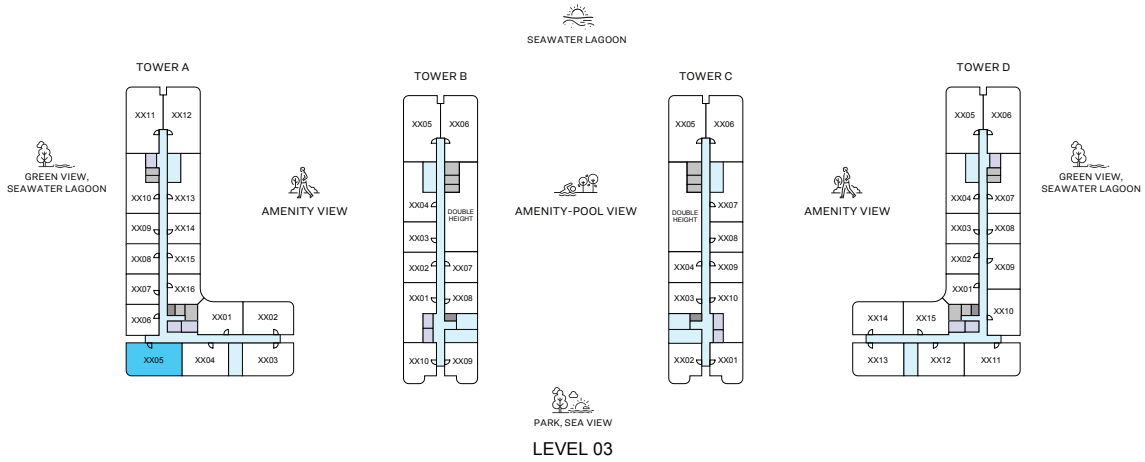 SEAWATER LAGOON
TOWER A
TOWER B
TOWER C
TOWER D
XX11 XX12
XX05 XX06
XX05 XX06
XX05 XX06
GREEN VIEW,
SEAWATER LAGOON
AMENITY VIEW
AMENITY-POOL VIEW
AMENITY VIEW
GREEN VIEW,
SEAWATER LAGOON
XX10 XX13
XX09 XX14
XX08 XX15
XX07 XX16
XX06
XX01 XX02
XX05 XX04 XX03
XX04
DOUBLE
HEIGHT
XX03
XX02 XX07
XX01 XX08
XX10 XX09
XX07
DOUBLE
HEIGHT
XX08
XX04 XX09
XX03 XX10
XX02 XX01
XX04 XX07
XX03 XX08
XX02 XX09
XX01
XX10
XX14 XX15
XX13 XX12 XX11
PARK, SEA VIEW
LEVEL 03